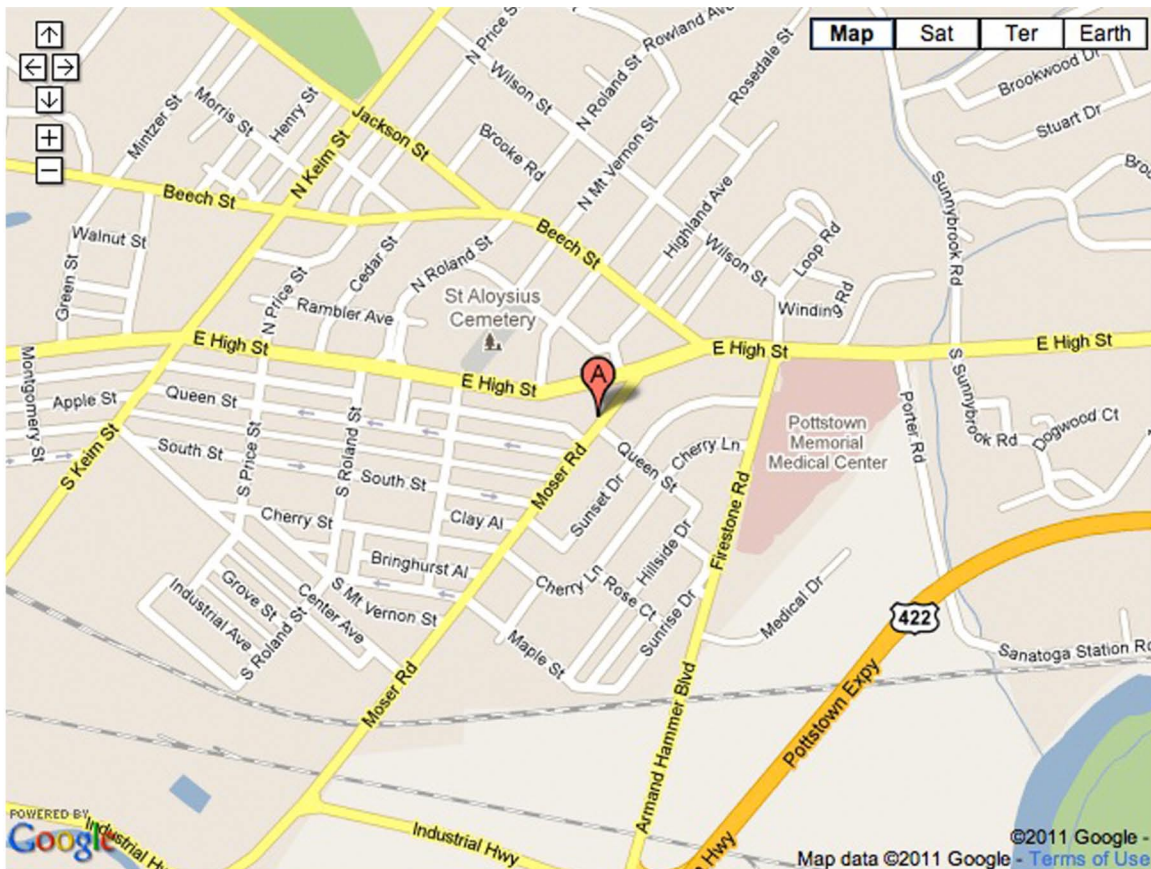 Map
Sat
Ter
Earth
N Price St
Rowland Ave
Wilson St
N Roland St
Rosedale St
Brookwood Dr
Stuart Dr
Mintzer St
Morris St
Henry St
Jackson St
N Keim St
Brooke Rd
N Mt Vernon St
Highland Ave
Sunnybrook Rd
Beech St
Walnut St
Green St
Cedar St
N Roland St
Beech St
Wilson St
Loop Rd
N Price St
Rambler Ave
St Aloysius
Cemetery
Winding Rd
E High St
E High St
E High St
E High St
A
Montgomery St
Apple St
Queen St
S Keim St
South St
S Price St
S Roland St
South St
Moser Rd
Queen St
Cherry Ln
Pottstown
Memorial
Medical Center
Porter Rd
S Sunnybrook Rd
Dogwood Ct
Cherry St
Clay Al
Sunset Dr
Firestone Rd
Bringhurst Al
Cherry Ln
Hillside Dr
Rose Ct
Sunrise Dr
Medical Dr
Industrial Ave
Grove St
Center Ave
S Mt Vernon St
S Roland St
Maple St
422
Sanatoga Station Rd
Moser Rd
Armand Hammer Blvd
Pottstown Expy
Industrial Hwy
Industrial Hw
Hwy
POWERED BY
Google
©2011 Google -
Map data ©2011 Google - Terms of Use